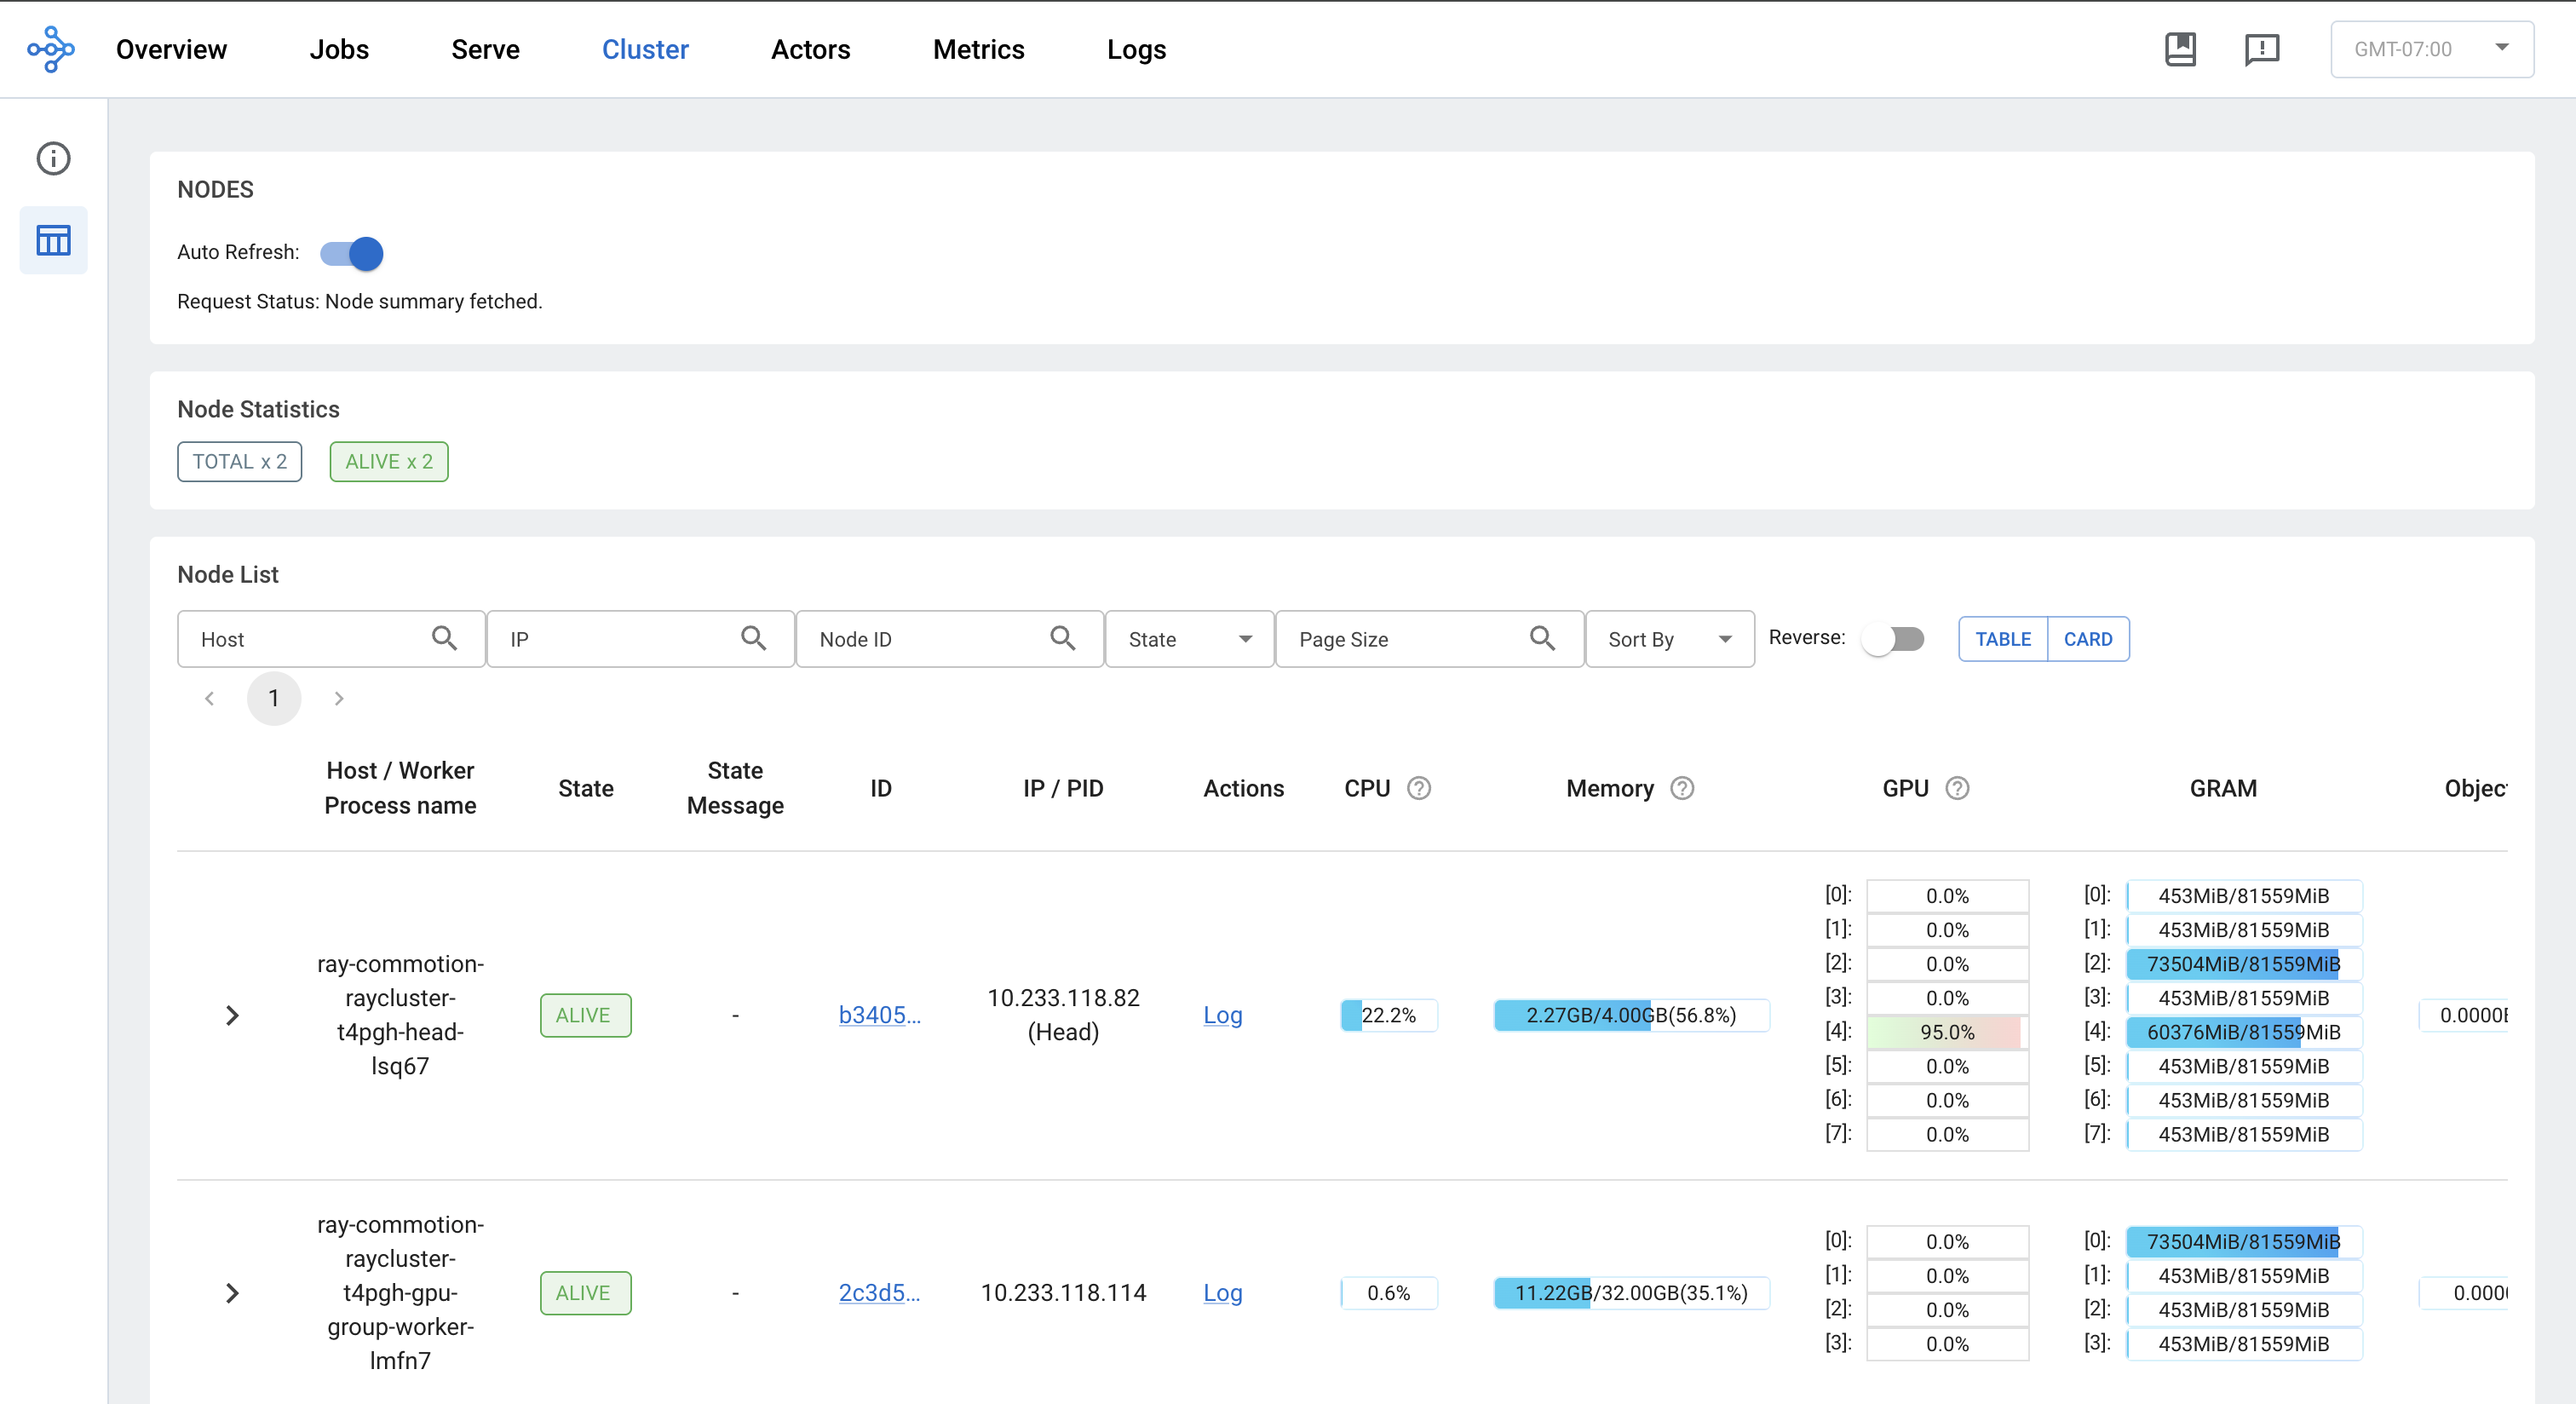 Overview Jobs Serve Cluster Actors Metrics Logs GMT-07:00
NODES
Auto Refresh:
Request Status: Node summary fetched.
Node Statistics
TOTAL x 2 ALIVE x 2
Node List
Host IP Node ID State Page Size Sort By Reverse: TABLE CARD
1
Host / Worker Process name State State Message ID IP / PID Actions CPU Memory GPU GRAM Objec
ray-commotion-
raycluster-
t4pgh-head-
lsq67
ALIVE
-
b3405...
10.233.118.82
(Head)
Log
22.2%
2.27GB/4.00GB(56.8%)
[0]: 0.0%
[1]: 0.0%
[2]: 0.0%
[3]: 0.0%
[4]: 95.0%
[5]: 0.0%
[6]: 0.0%
[7]: 0.0%
[0]: 453MiB/81559MiB
[1]: 453MiB/81559MiB
[2]: 73504MiB/81559MiB
[3]: 453MiB/81559MiB
[4]: 60376MiB/81559MiB
[5]: 453MiB/81559MiB
[6]: 453MiB/81559MiB
[7]: 453MiB/81559MiB
0.0000
ray-commotion-
raycluster-
t4pgh-gpu-
group-worker-
lmfn7
ALIVE
-
2c3d5...
10.233.118.114
Log
0.6%
11.22GB/32.00GB(35.1%)
[0]: 0.0%
[1]: 0.0%
[2]: 0.0%
[3]: 0.0%
[0]: 73504MiB/81559MiB
[1]: 453MiB/81559MiB
[2]: 453MiB/81559MiB
[3]: 453MiB/81559MiB
0.000